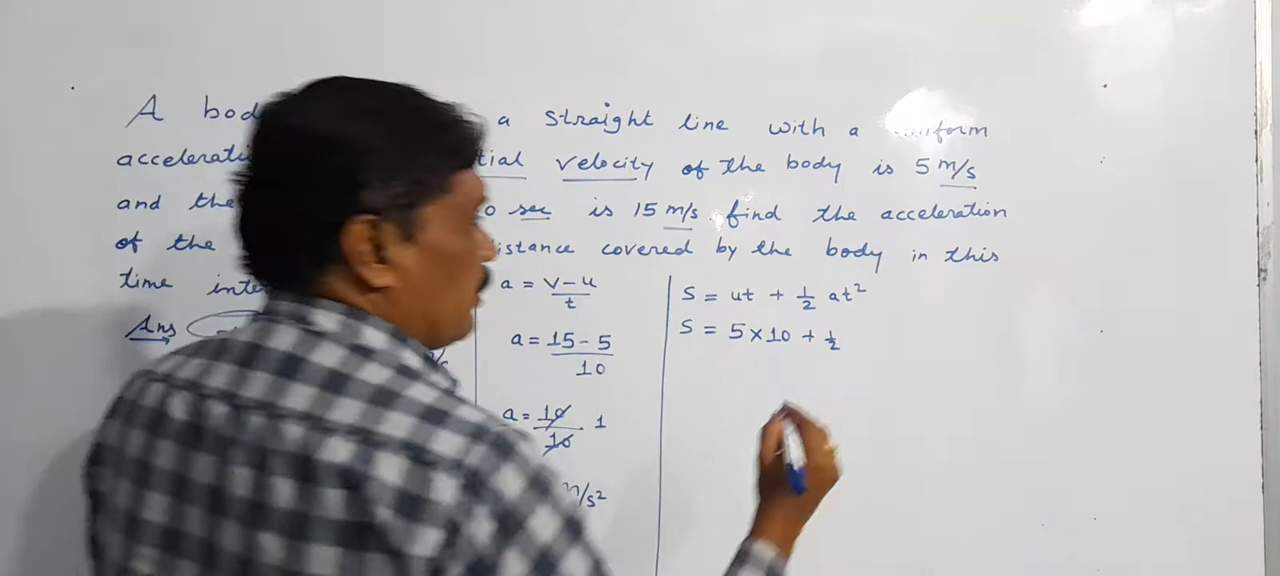 A bod a straight line with a uniform
accelerati tial velocity of the body is 5 m/s
and the 0 sec is 15 m/s find the acceleration
of the istance covered by the body in this
time inte
Ans
a = v-u/t
a = 15-5/10
a = 10/10 1
m/s²
S = ut + 1/2 at²
S = 5×10 + 1/2